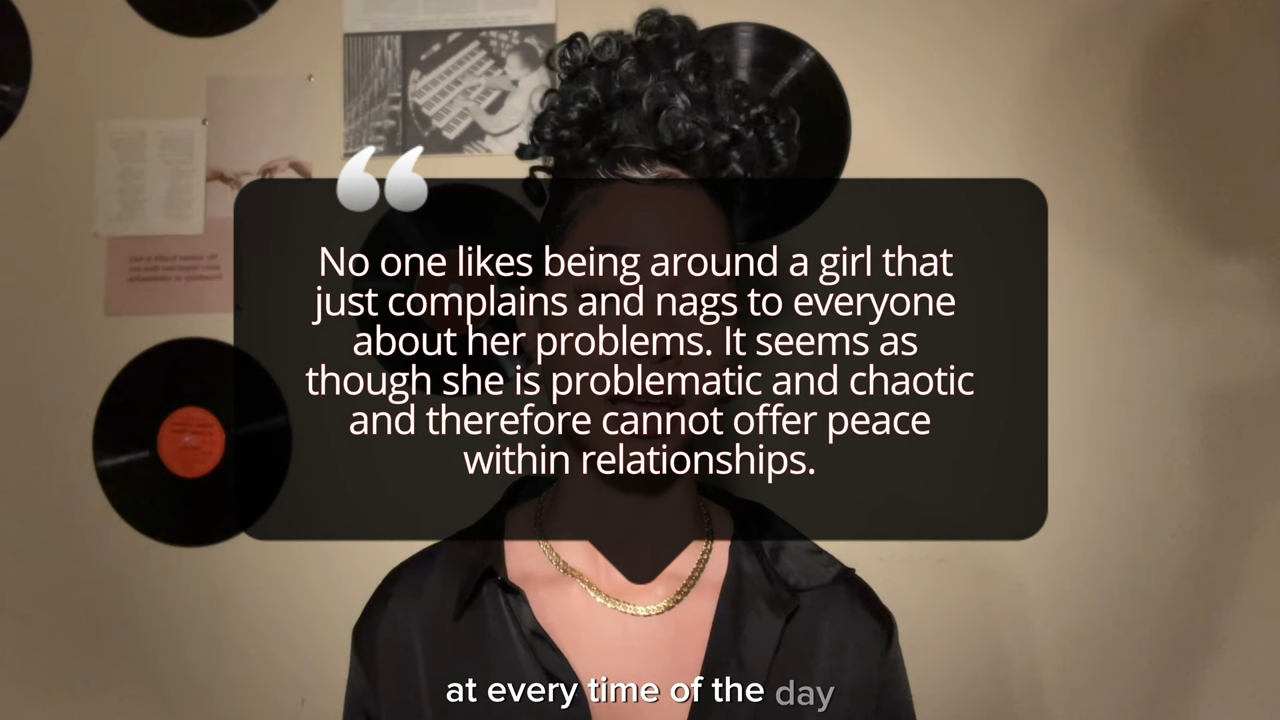 No one likes being around a girl that
just complains and nags to everyone
about her problems. It seems as
though she is problematic and chaotic
and therefore cannot offer peace
within relationships.
at every time of the day